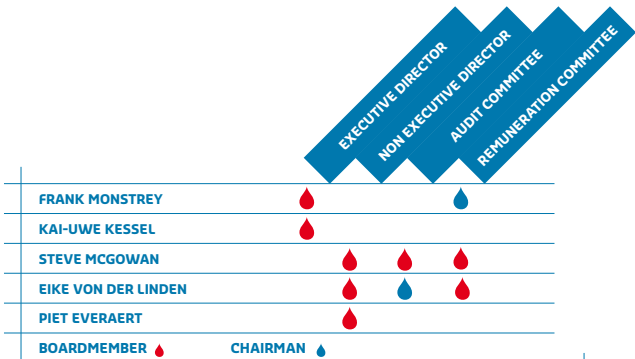 EXECUTIVE DIRECTOR
NON EXECUTIVE DIRECTOR
AUDIT COMMITTEE
REMUNERATION COMMITTEE
FRANK MONSTREY
KAI-UWE KESSEL
STEVE MCGOWAN
EIKE VON DER LINDEN
PIET EVERAERT
BOARDMEMBER CHAIRMAN